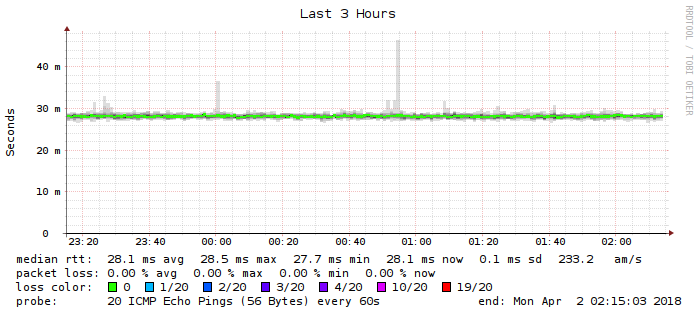 Last 3 Hours
RRDTOOL / TOBI OETIKER
Seconds
40 m
30 m
20 m
10 m
0
23:20 23:40 00:00 00:20 00:40 01:00 01:20 01:40 02:00
median rtt: 28.1 ms avg 28.5 ms max 27.7 ms min 28.1 ms now 0.1 ms sd 233.2 am/s
packet loss: 0.00 % avg 0.00 % max 0.00 % min 0.00 % now
loss color: 0 1/20 2/20 3/20 4/20 10/20 19/20
probe: 20 ICMP Echo Pings (56 Bytes) every 60s end: Mon Apr 2 02:15:03 2018